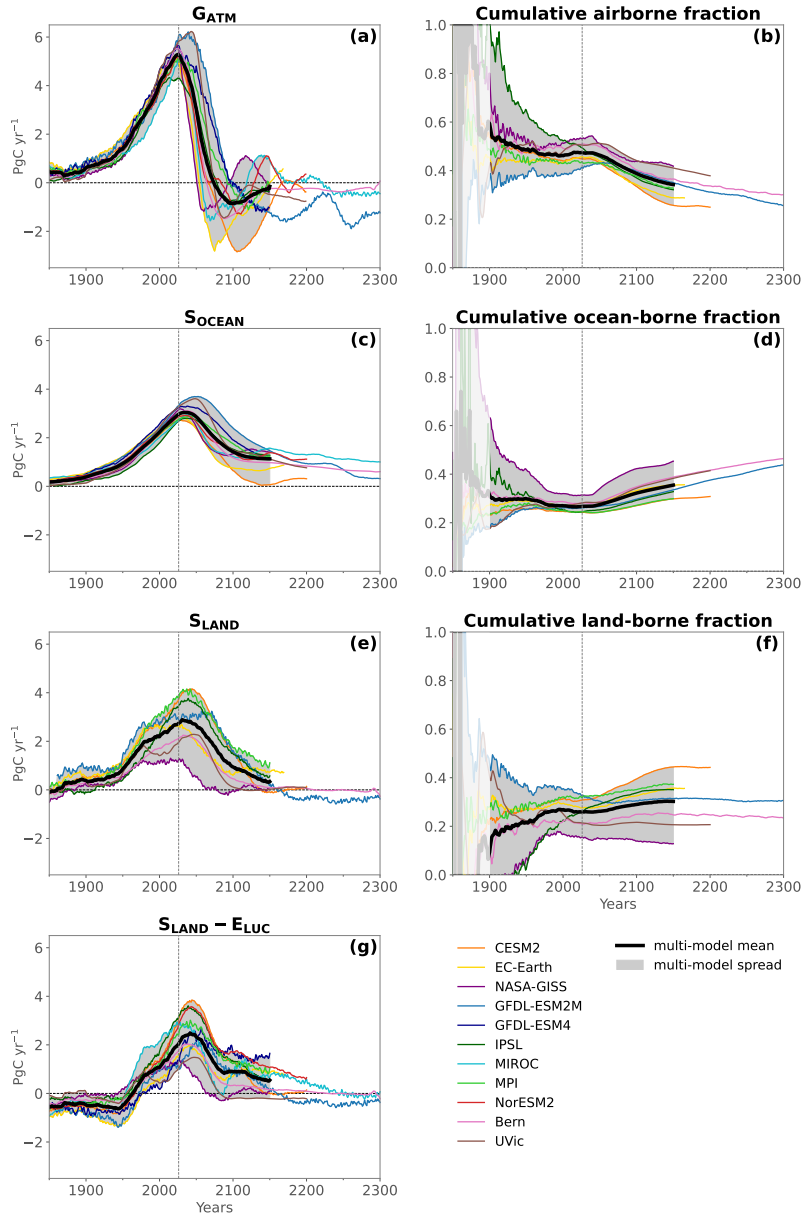 G_ATM
(a)
PgC yr⁻¹
6
4
2
0
−2
1900 2000 2100 2200 2300
Cumulative airborne fraction
(b)
1.0
0.8
0.6
0.4
0.2
0.0
1900 2000 2100 2200 2300
S_OCEAN
(c)
PgC yr⁻¹
6
4
2
0
−2
1900 2000 2100 2200 2300
Cumulative ocean-borne fraction
(d)
1.0
0.8
0.6
0.4
0.2
0.0
1900 2000 2100 2200 2300
S_LAND
(e)
PgC yr⁻¹
6
4
2
0
−2
1900 2000 2100 2200 2300
Cumulative land-borne fraction
(f)
1.0
0.8
0.6
0.4
0.2
0.0
1900 2000 2100 2200 2300
Years
S_LAND − E_LUC
(g)
PgC yr⁻¹
6
4
2
0
−2
1900 2000 2100 2200 2300
Years
CESM2
EC-Earth
NASA-GISS
GFDL-ESM2M
GFDL-ESM4
IPSL
MIROC
MPI
NorESM2
Bern
UVic
multi-model mean
multi-model spread